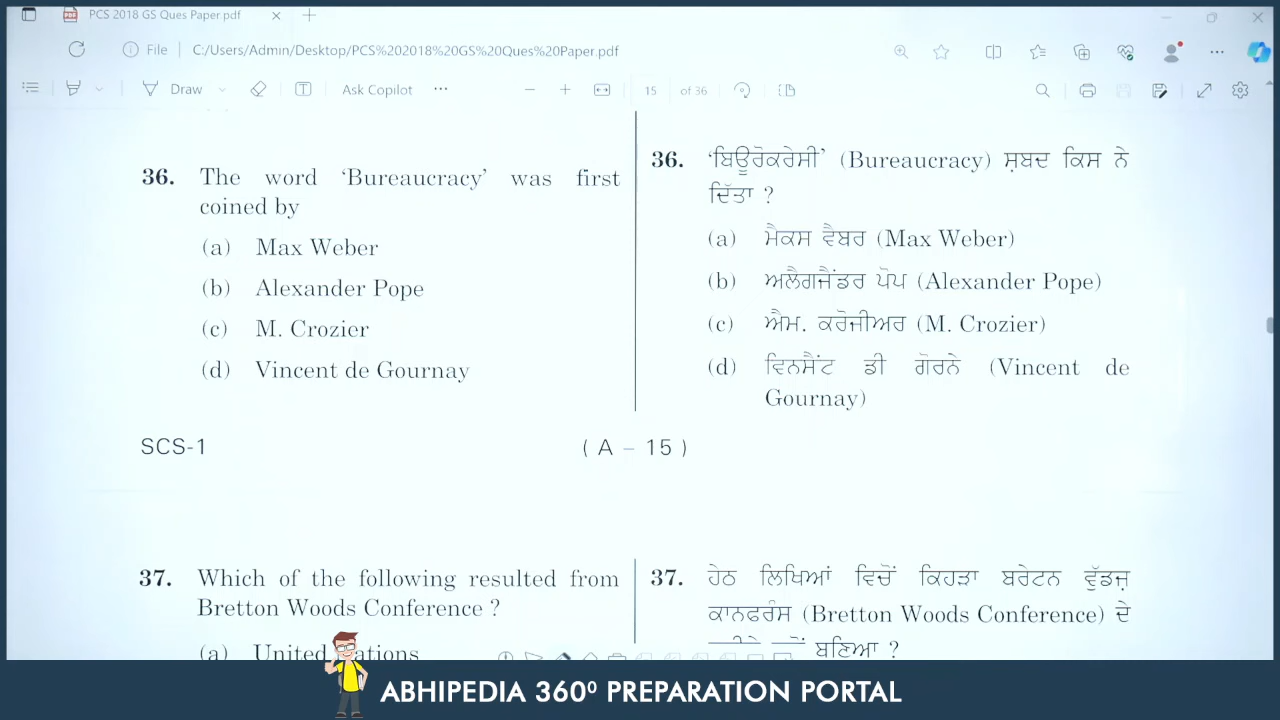 PCS 2018 GS Ques Paper.pdf
File C:/Users/Admin/Desktop/PCS%202018%20GS%20Ques%20Paper.pdf
Draw Ask Copilot 15 of 36
36. The word ‘Bureaucracy’ was first
coined by
(a) Max Weber
(b) Alexander Pope
(c) M. Crozier
(d) Vincent de Gournay
36. ‘ਬਿਊਰੋਕਰੇਸੀ’ (Bureaucracy) ਸ਼ਬਦ ਕਿਸ ਨੇ
ਦਿੱਤਾ ?
(a) ਮੈਕਸ ਵੈਬਰ (Max Weber)
(b) ਅਲੈਗਜੈਂਡਰ ਪੋਪ (Alexander Pope)
(c) ਐਮ. ਕਰੋਜੀਅਰ (M. Crozier)
(d) ਵਿਨਸੈਂਟ ਡੀ ਗੋਰਨੇ (Vincent de
Gournay)
SCS-1 ( A – 15 )
37. Which of the following resulted from
Bretton Woods Conference ?
(a) United
37. ਹੇਠ ਲਿਖਿਆਂ ਵਿਚੋਂ ਕਿਹੜਾ ਬਰੇਟਨ ਵੁੱਡਜ਼
ਕਾਨਫਰੰਸ (Bretton Woods Conference) ਦੇ
ਬਣਿਆ ?
ABHIPEDIA 360⁰ PREPARATION PORTAL